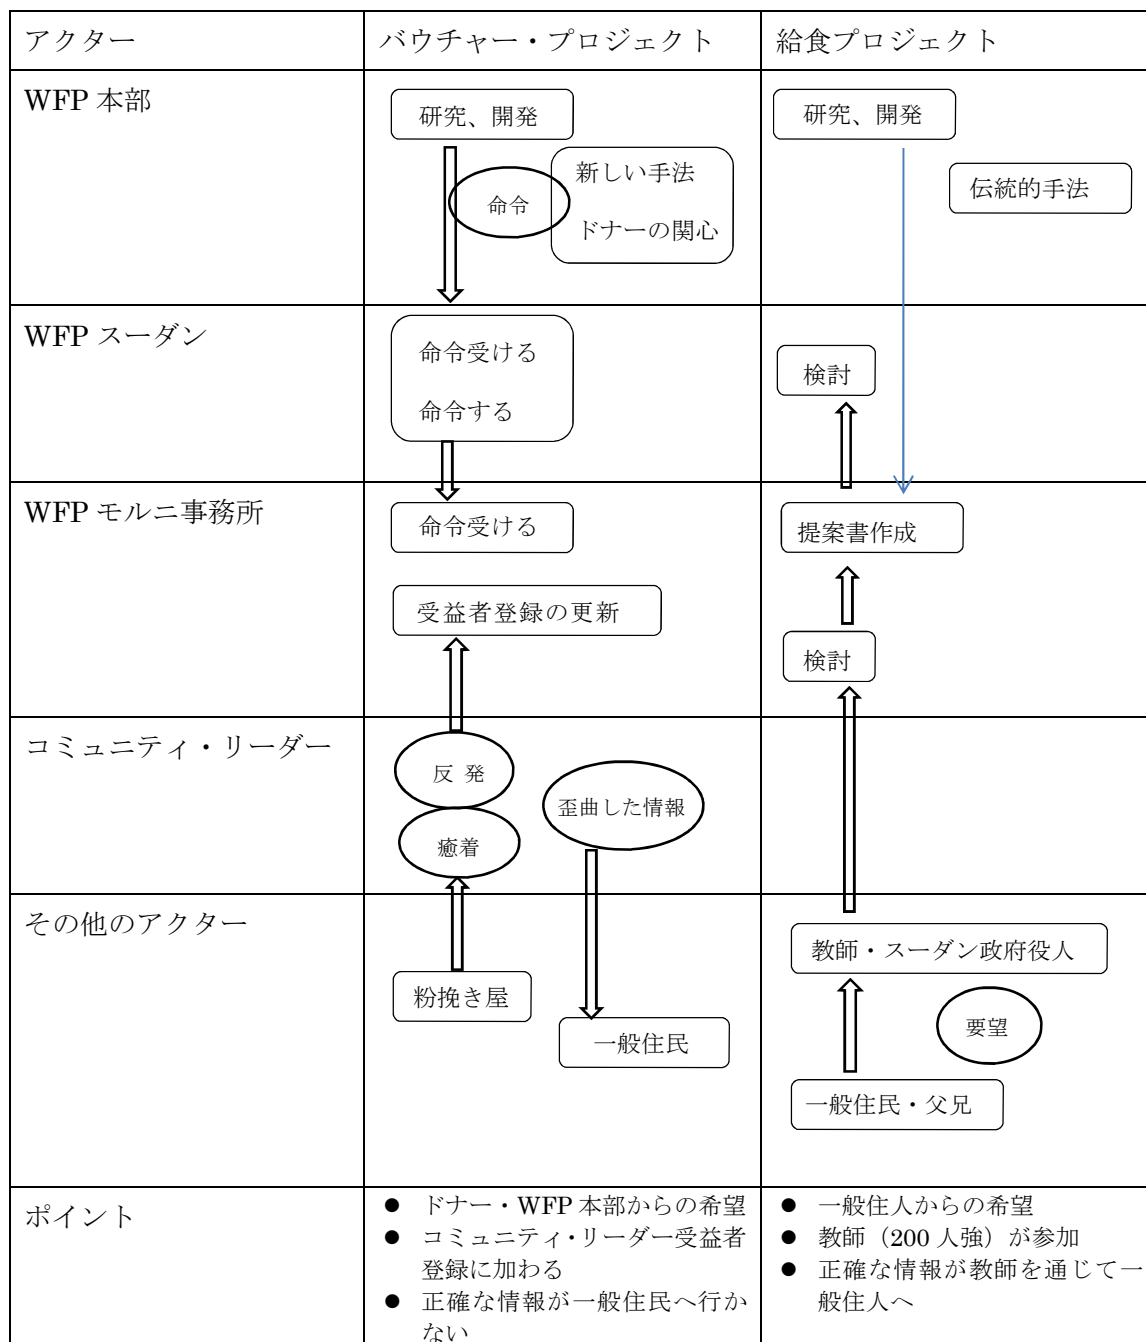 アクター
バウチャー・プロジェクト
給食プロジェクト
WFP 本部
研究、開発
新しい手法
命令
ドナーの関心
研究、開発
伝統的手法
WFP スーダン
命令受ける
命令する
検討
WFP モルニ事務所
命令受ける
受益者登録の更新
提案書作成
検討
コミュニティ・リーダー
反 発
癒着
歪曲した情報
その他のアクター
粉挽き屋
一般住民
教師・スーダン政府役人
要望
一般住民・父兄
ポイント
● ドナー・WFP 本部からの希望
● コミュニティ・リーダー受益者
登録に加わる
● 正確な情報が一般住民へ行か
ない
● 一般住人からの希望
● 教師（200 人強）が参加
● 正確な情報が教師を通じて一
般住人へ